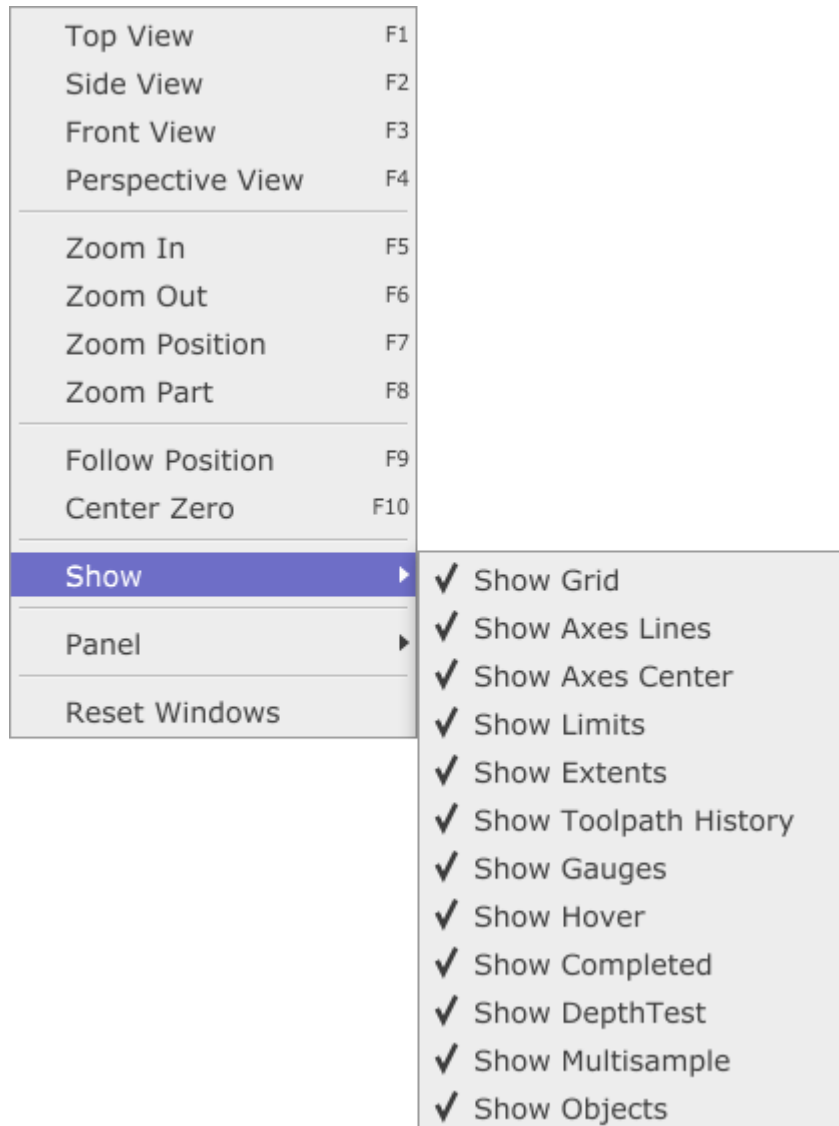 Top View F1
Side View F2
Front View F3
Perspective View F4
Zoom In F5
Zoom Out F6
Zoom Position F7
Zoom Part F8
Follow Position F9
Center Zero F10
Show
Panel
Reset Windows
Show Grid
Show Axes Lines
Show Axes Center
Show Limits
Show Extents
Show Toolpath History
Show Gauges
Show Hover
Show Completed
Show DepthTest
Show Multisample
Show Objects